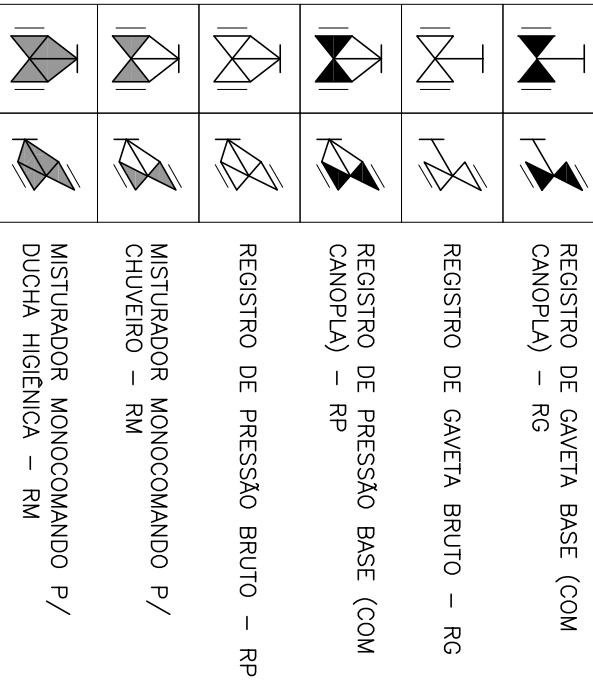 REGISTRO DE GAVETA BASE (COM
CANOPLA) – RG
REGISTRO DE GAVETA BRUTO – RG
REGISTRO DE PRESSÃO BASE (COM
CANOPLA) – RP
REGISTRO DE PRESSÃO BRUTO – RP
MISTURADOR MONOCOMANDO P/
CHUVEIRO – RM
MISTURADOR MONOCOMANDO P/
DUCHA HIGIÊNICA – RM